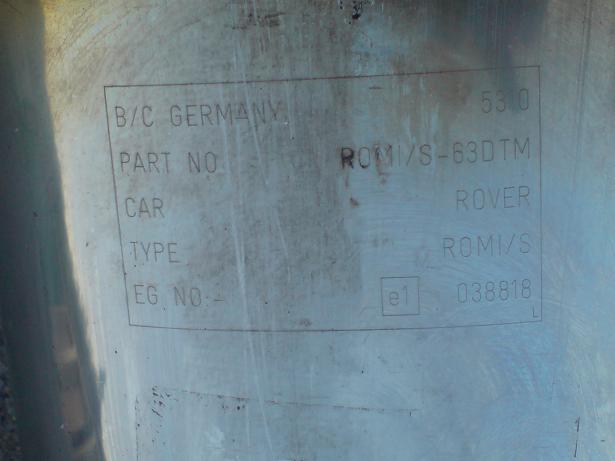 B/C GERMANY 5310
PART NO ROMI/S-63DTM
CAR ROVER
TYPE ROMI/S
EG NO.- e1 038818
L